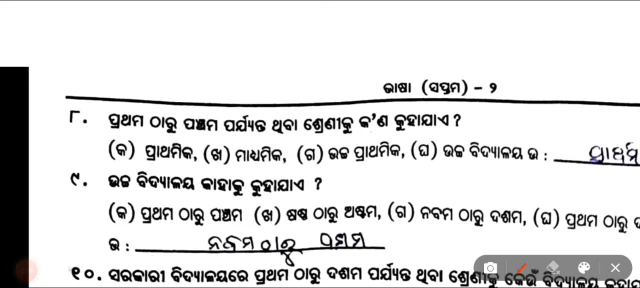 ଭାଷା (ସପ୍ତମ) - ୨
୮. ପ୍ରଥମ ଠାରୁ ପଞ୍ଚମ ପର୍ଯ୍ୟନ୍ତ ଥିବା ଶ୍ରେଣୀକୁ କ'ଣ କୁହାଯାଏ ?
(କ) ପ୍ରାଥମିକ, (ଖ) ମାଧ୍ୟମିକ, (ଗ) ଉଚ୍ଚ ପ୍ରାଥମିକ, (ଘ) ଉଚ୍ଚ ବିଦ୍ୟାଳୟ ଉ :
୯. ଉଚ୍ଚ ବିଦ୍ୟାଳୟ କାହାକୁ କୁହାଯାଏ ?
(କ) ପ୍ରଥମ ଠାରୁ ପଞ୍ଚମ (ଖ) ଷଷ୍ଠ ଠାରୁ ଅଷ୍ଟମ, (ଗ) ନବମ ଠାରୁ ଦଶମ, (ଘ) ପ୍ରଥମ ଠାରୁ
ଉ : ନବମ ଠାରୁ ଦଶମ
୧୦. ସରକାରୀ ବିଦ୍ୟାଳୟରେ ପ୍ରଥମ ଠାରୁ ଦଶମ ପର୍ଯ୍ୟନ୍ତ ଥିବା ଶ୍ରେଣୀକୁ କେଉଁ ବିଦ୍ୟାଳୟ